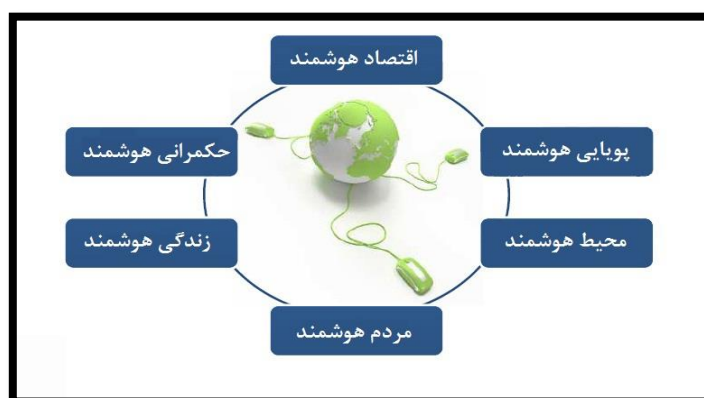 اقتصاد هوشمند
پویایی هوشمند
حکمرانی هوشمند
محیط هوشمند
زندگی هوشمند
مردم هوشمند